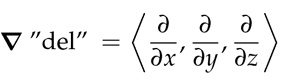 ∇ ″del″ = ⟨∂/∂x, ∂/∂y, ∂/∂z⟩